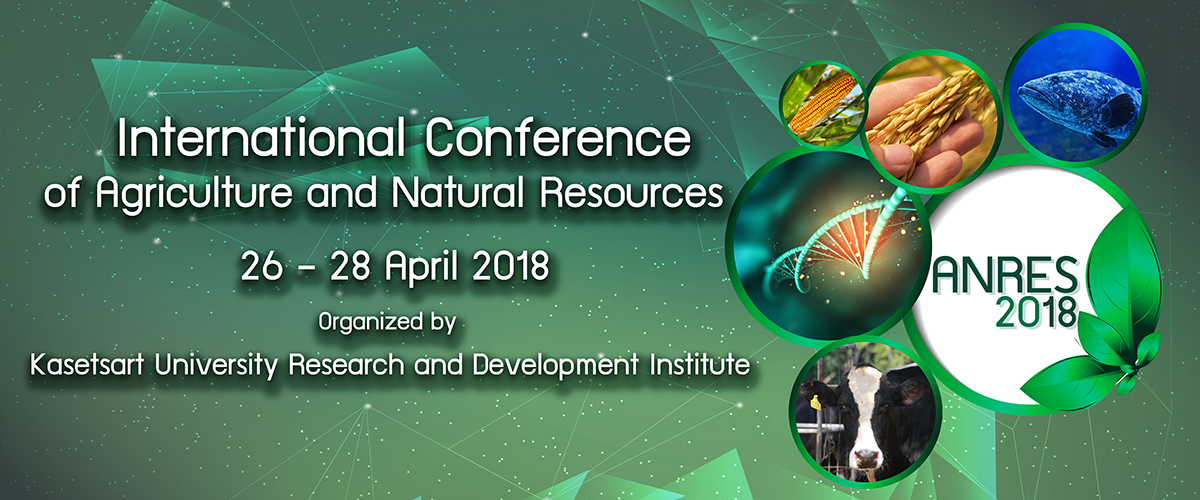 International Conference
of Agriculture and Natural Resources
26 – 28 April 2018
Organized by
Kasetsart University Research and Development Institute
ANRES
2018